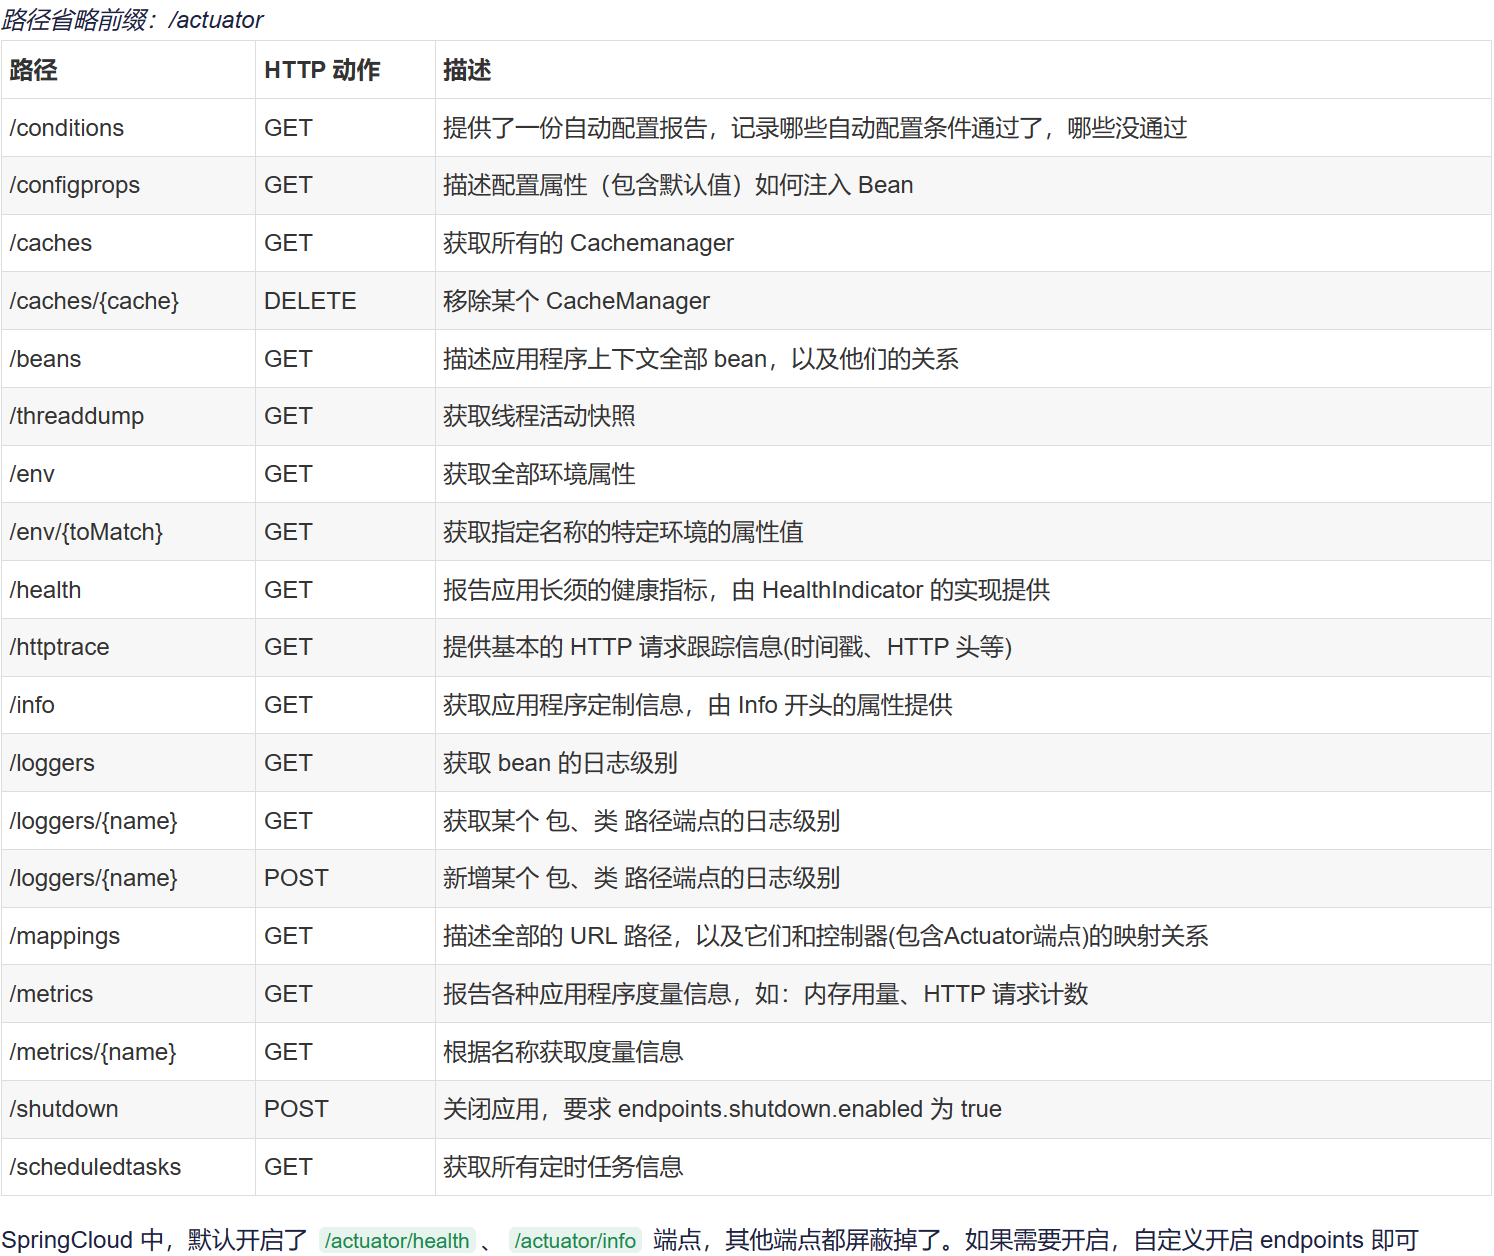 路径省略前缀：/actuator
路径 HTTP 动作 描述
/conditions GET 提供了一份自动配置报告，记录哪些自动配置条件通过了，哪些没通过
/configprops GET 描述配置属性（包含默认值）如何注入 Bean
/caches GET 获取所有的 Cachemanager
/caches/{cache} DELETE 移除某个 CacheManager
/beans GET 描述应用程序上下文全部 bean，以及他们的关系
/threaddump GET 获取线程活动快照
/env GET 获取全部环境属性
/env/{toMatch} GET 获取指定名称的特定环境的属性值
/health GET 报告应用长须的健康指标，由 HealthIndicator 的实现提供
/httptrace GET 提供基本的 HTTP 请求跟踪信息(时间戳、HTTP 头等)
/info GET 获取应用程序定制信息，由 Info 开头的属性提供
/loggers GET 获取 bean 的日志级别
/loggers/{name} GET 获取某个 包、类 路径端点的日志级别
/loggers/{name} POST 新增某个 包、类 路径端点的日志级别
/mappings GET 描述全部的 URL 路径，以及它们和控制器(包含Actuator端点)的映射关系
/metrics GET 报告各种应用程序度量信息，如：内存用量、HTTP 请求计数
/metrics/{name} GET 根据名称获取度量信息
/shutdown POST 关闭应用，要求 endpoints.shutdown.enabled 为 true
/scheduledtasks GET 获取所有定时任务信息
SpringCloud 中，默认开启了 /actuator/health 、 /actuator/info 端点，其他端点都屏蔽掉了。如果需要开启，自定义开启 endpoints 即可